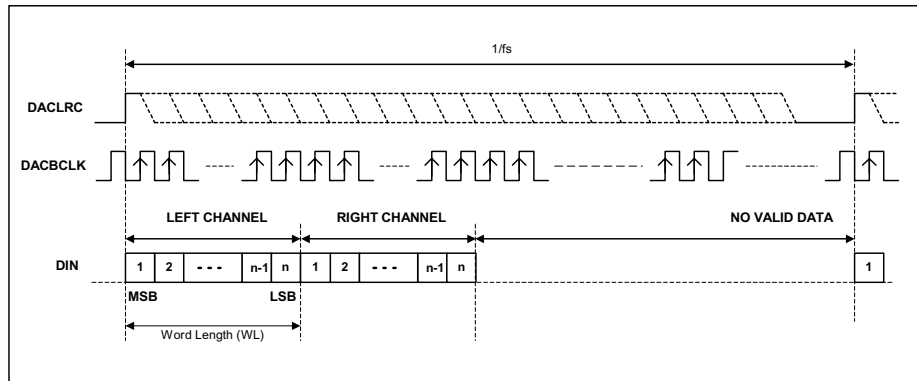 1/fs
DACLRC
DACBCLK
LEFT CHANNEL RIGHT CHANNEL NO VALID DATA
DIN 1 2 n-1 n 1 2 n-1 n 1
MSB LSB
Word Length (WL)